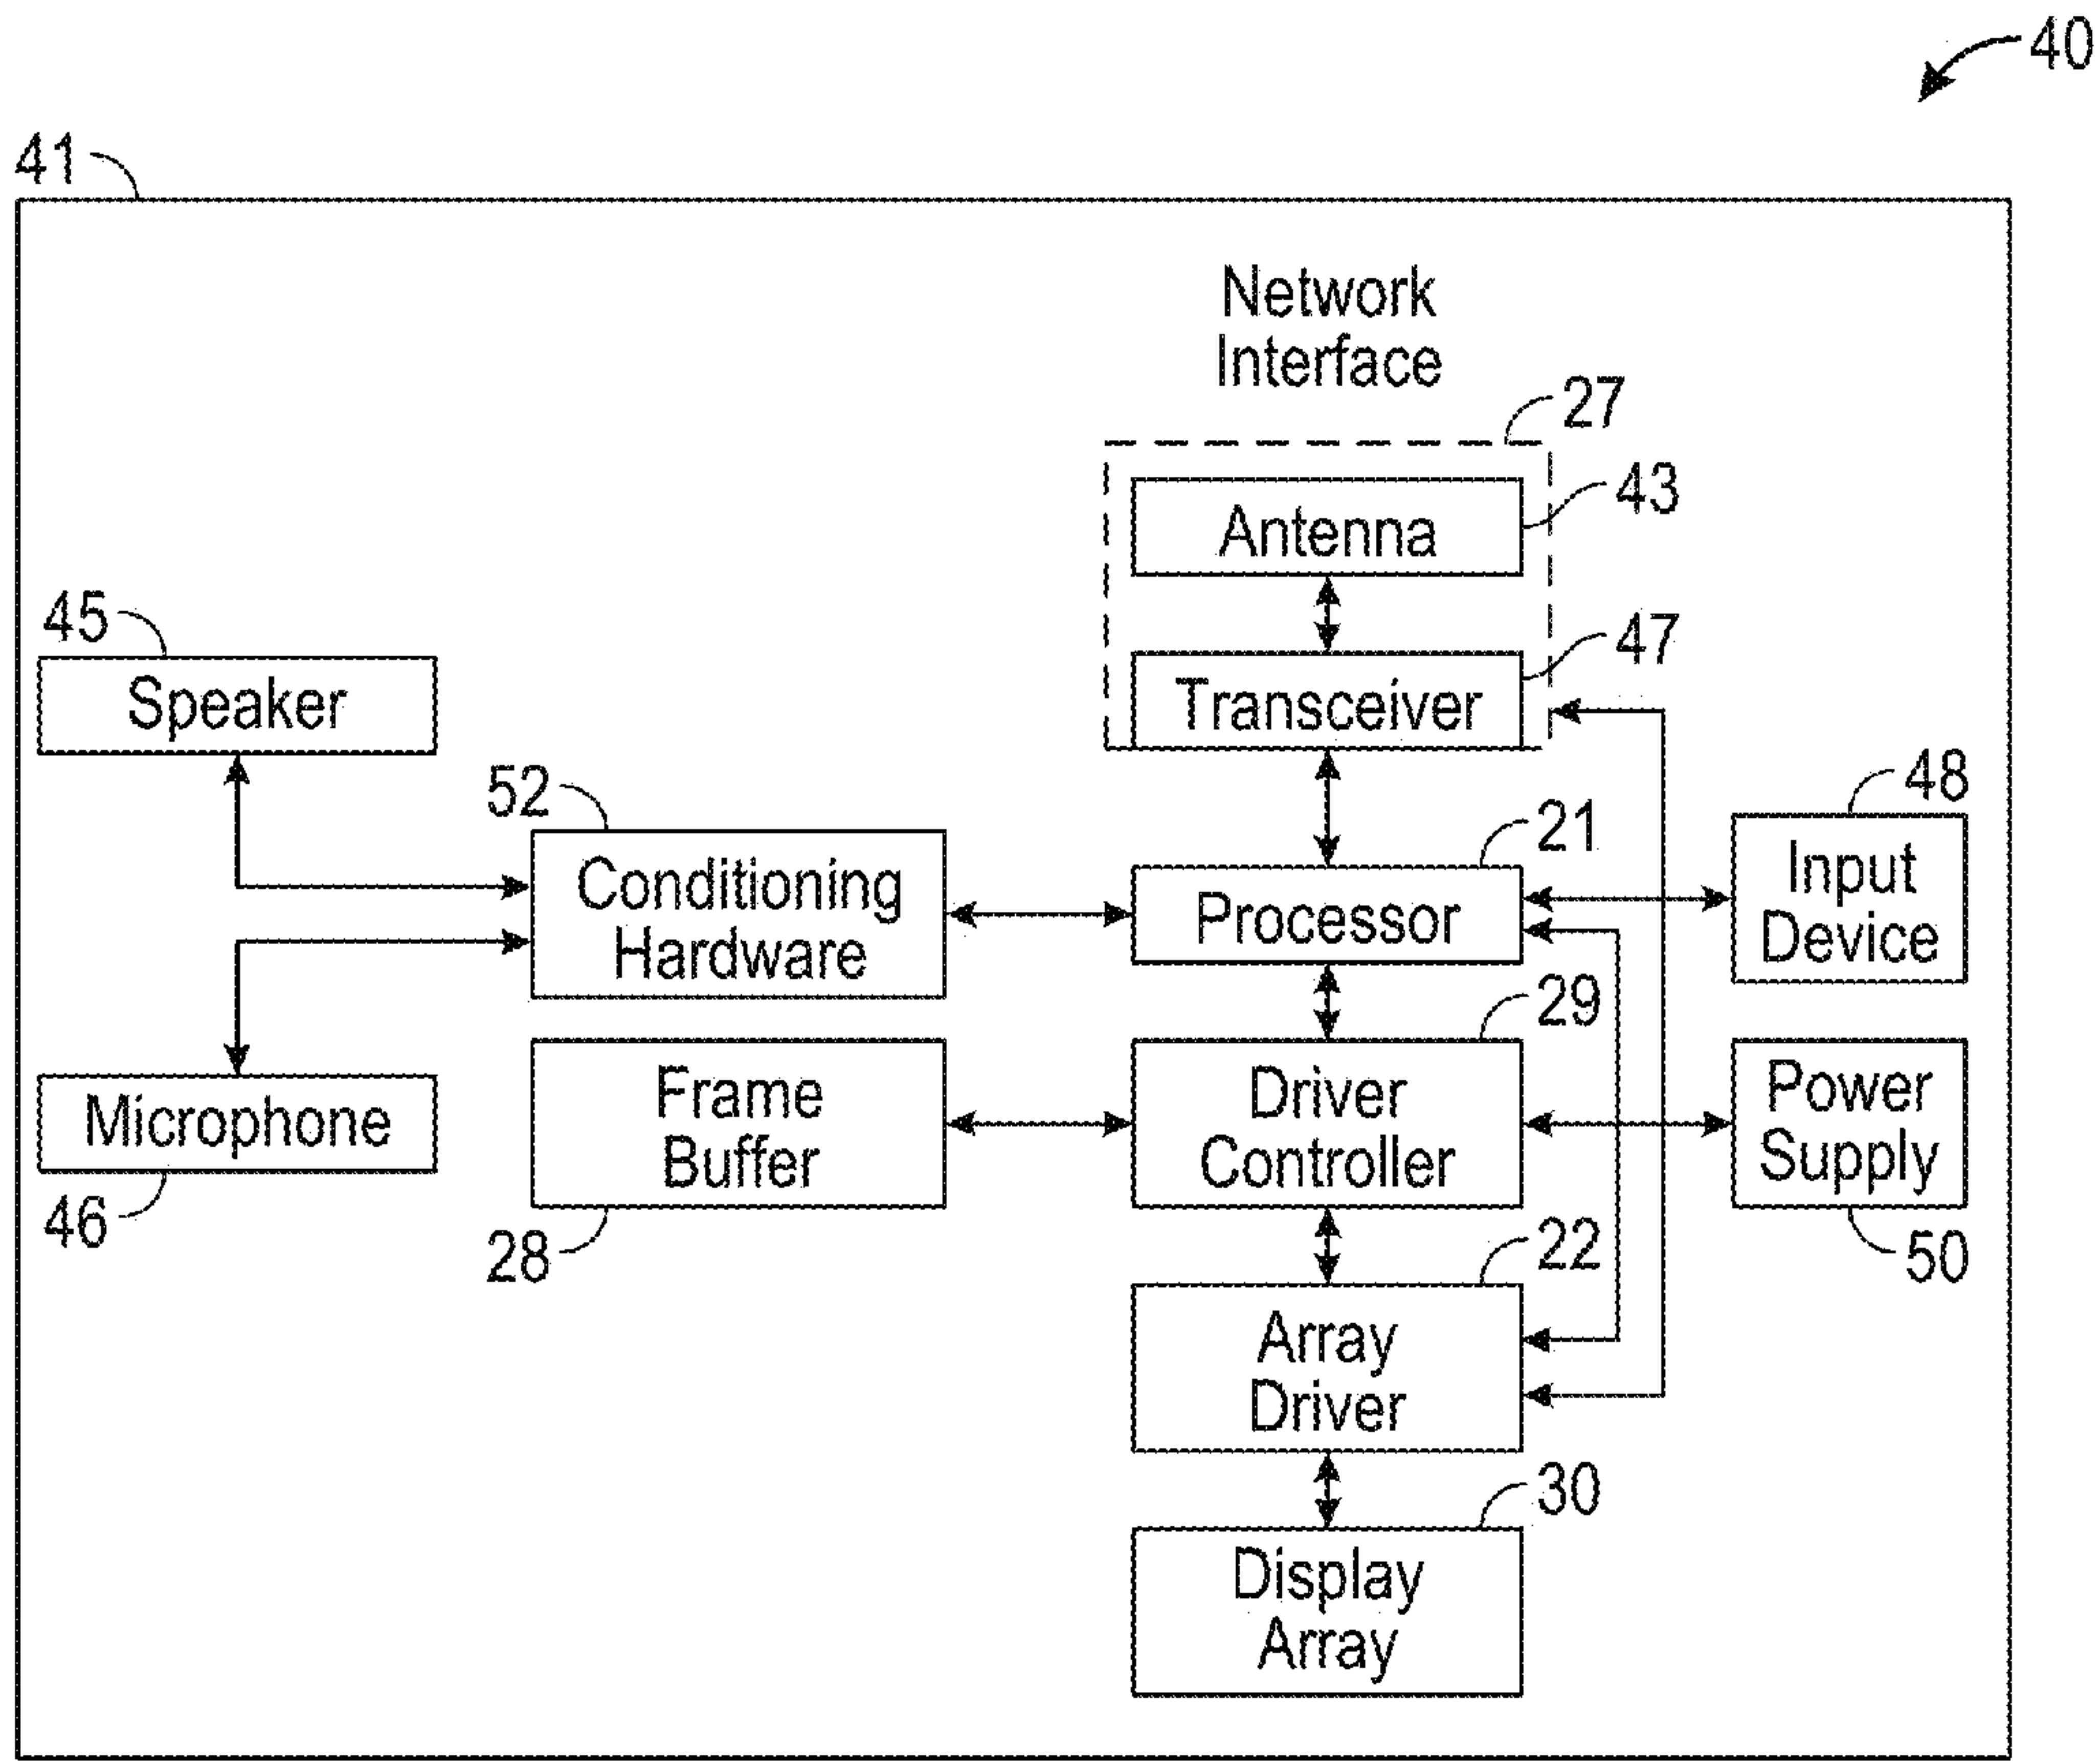 40
41
Network
Interface
27
Antenna
43
Transceiver
47
45
Speaker
52
Conditioning
Hardware
21
Processor
48
Input
Device
Microphone
46
Frame
Buffer
28
29
Driver
Controller
Power
Supply
50
22
Array
Driver
30
Display
Array